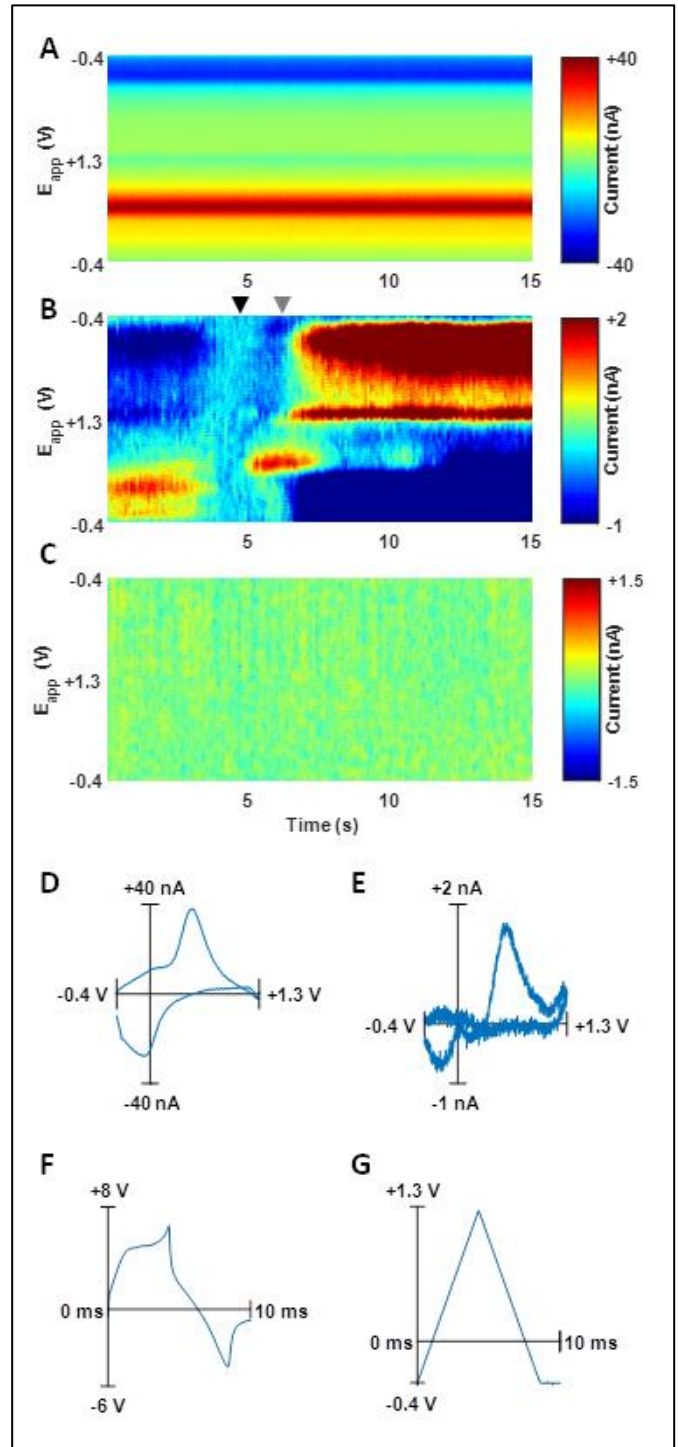 A
-0.4
+1.3
-0.4
E_app (V)
5
10
15
+40
-40
Current (nA)
B
-0.4
+1.3
-0.4
E_app (V)
5
10
15
+2
-1
Current (nA)
C
-0.4
+1.3
-0.4
E_app (V)
5
10
15
Time (s)
+1.5
-1.5
Current (nA)
D
+40 nA
-0.4 V
+1.3 V
-40 nA
E
+2 nA
-0.4 V
+1.3 V
-1 nA
F
+8 V
0 ms
10 ms
-6 V
G
+1.3 V
0 ms
10 ms
-0.4 V